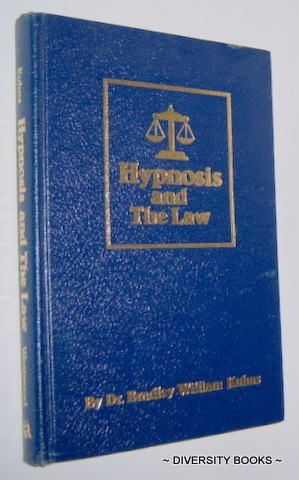 Hypnosis
and
The Law
By Dr. Bradley William Kuhns
Kuhns Hypnosis and The Law
~ DIVERSITY BOOKS ~